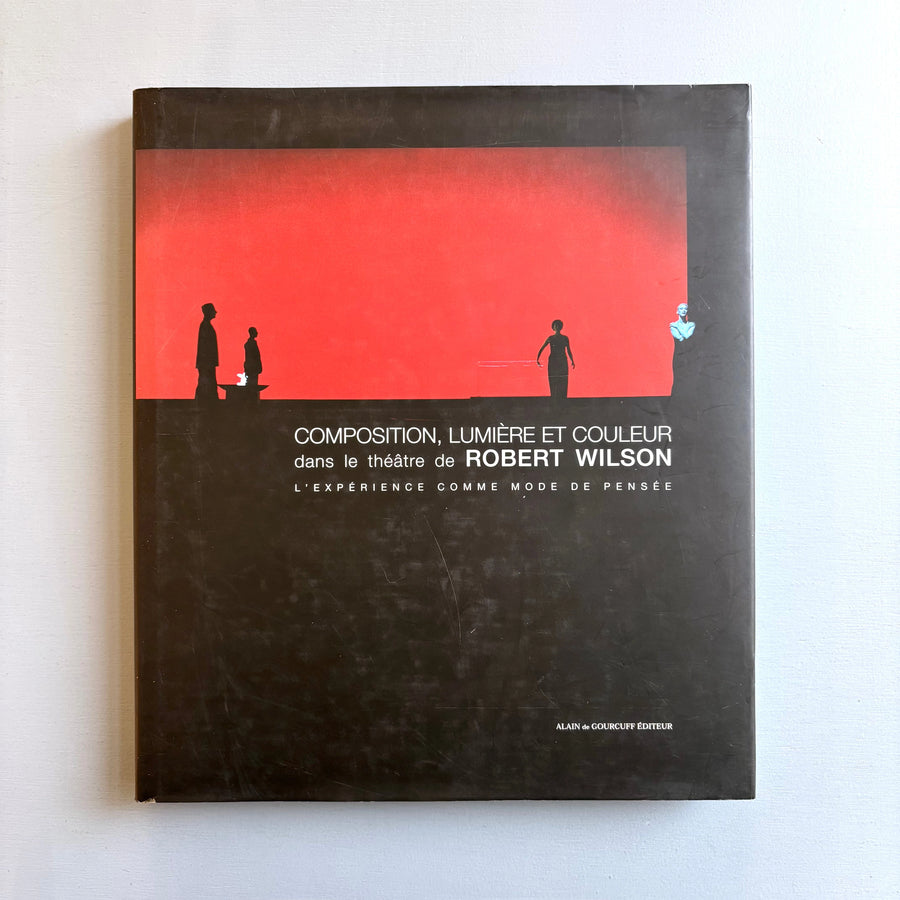 COMPOSITION, LUMIÈRE ET COULEUR
dans le théâtre de ROBERT WILSON
L'EXPÉRIENCE COMME MODE DE PENSÉE
ALAIN de GOURCUFF ÉDITEUR